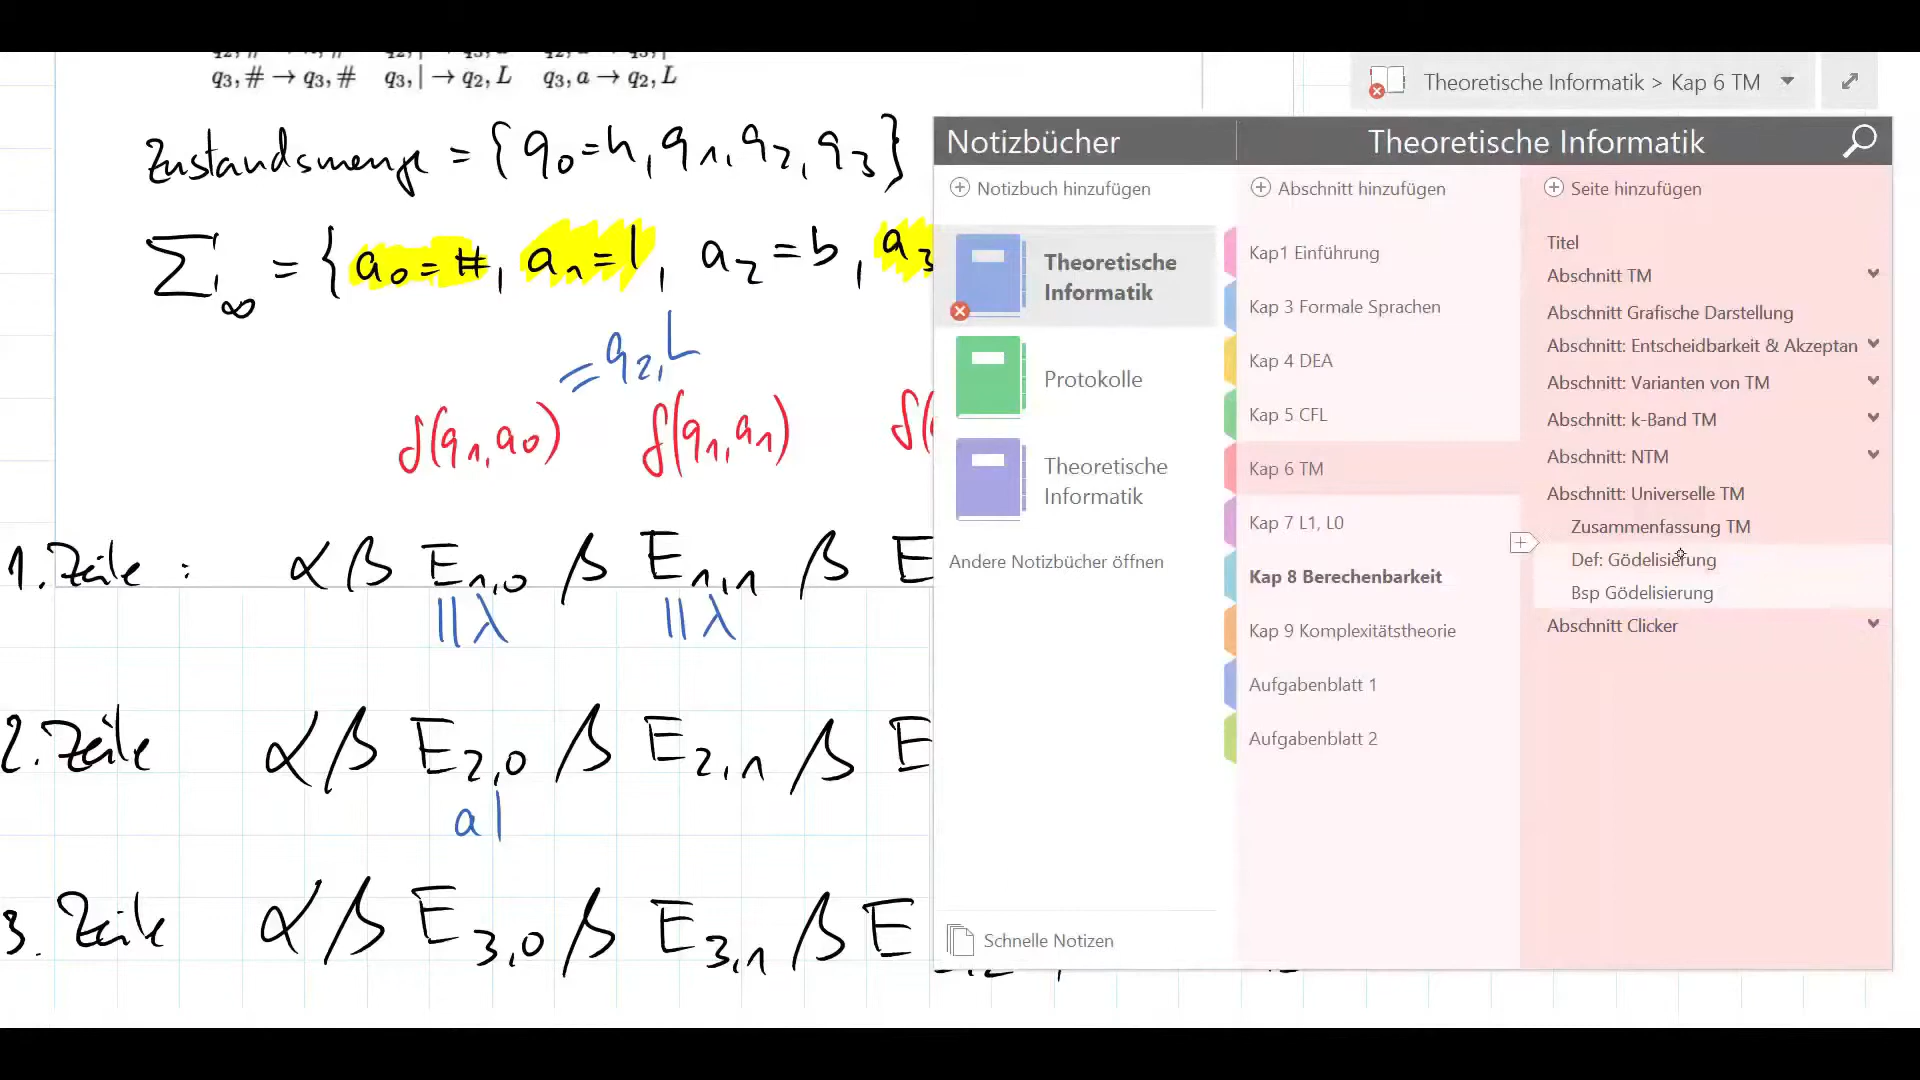 q₃, # → q₃, #   q₃, | → q₂, L   q₃, a → q₂, L
Zustandsmenge = {q₀=h, q₁, q₂, q₃}
Σ∞ = {a₀=#, a₁=|, a₂=b, a₃
= q₂, L
δ(q₁,a₀)   δ(q₁,a₁)   δ(
1. Zeile :   α β E₁,₀ β E₁,₁ β E
|| λ   || λ
2. Zeile   α β E₂,₀ β E₂,₁ β E
a |
3. Zeile   α β E₃,₀ β E₃,₁ β E
Theoretische Informatik > Kap 6 TM
Notizbücher
Theoretische Informatik
Notizbuch hinzufügen
Theoretische
Informatik
Protokolle
Theoretische
Informatik
Andere Notizbücher öffnen
Schnelle Notizen
Abschnitt hinzufügen
Kap1 Einführung
Kap 3 Formale Sprachen
Kap 4 DEA
Kap 5 CFL
Kap 6 TM
Kap 7 L1, L0
Kap 8 Berechenbarkeit
Kap 9 Komplexitätstheorie
Aufgabenblatt 1
Aufgabenblatt 2
Seite hinzufügen
Titel
Abschnitt TM
Abschnitt Grafische Darstellung
Abschnitt: Entscheidbarkeit & Akzeptan
Abschnitt: Varianten von TM
Abschnitt: k-Band TM
Abschnitt: NTM
Abschnitt: Universelle TM
Zusammenfassung TM
Def: Gödelisierung
Bsp Gödelisierung
Abschnitt Clicker